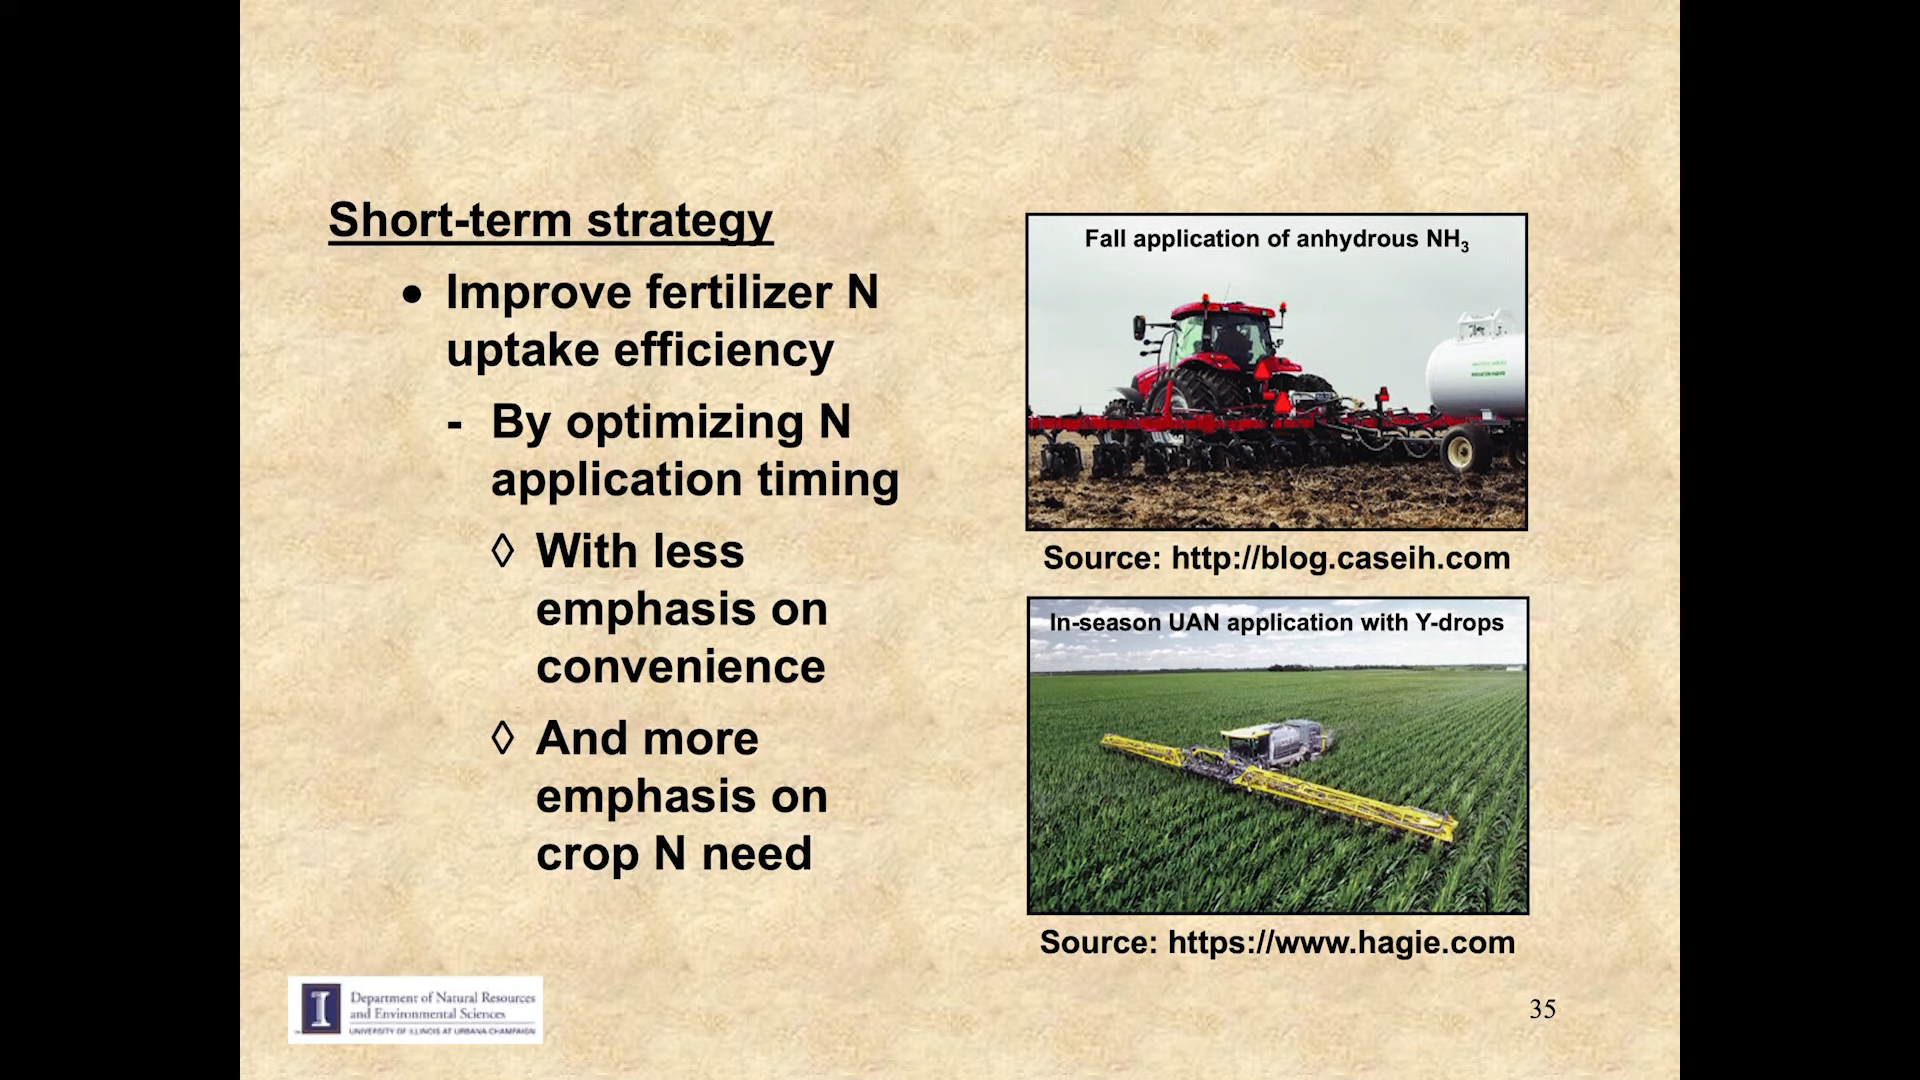 Short-term strategy
● Improve fertilizer N
uptake efficiency
- By optimizing N
application timing
◊ With less
emphasis on
convenience
◊ And more
emphasis on
crop N need
Fall application of anhydrous NH₃
Source: http://blog.caseih.com
In-season UAN application with Y-drops
Source: https://www.hagie.com
I
Department of Natural Resources
and Environmental Sciences
UNIVERSITY OF ILLINOIS AT URBANA-CHAMPAIGN
35